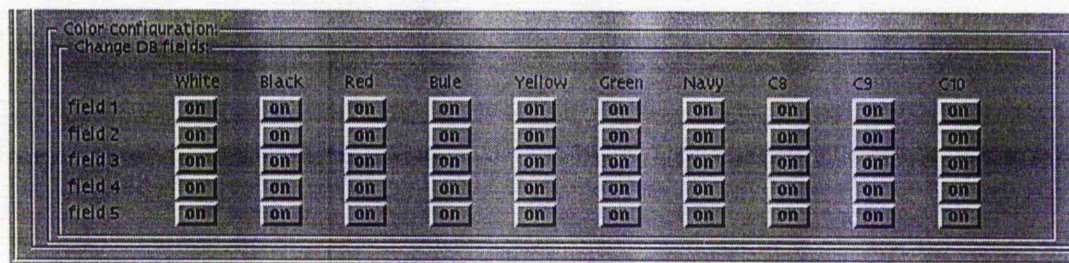 Color configuration:
Change DB fields:
White Black Red Bule Yellow Green Navy C8 C9 C10
field 1 on on on on on on on on on on
field 2 on on on on on on on on on on
field 3 on on on on on on on on on on
field 4 on on on on on on on on on on
field 5 on on on on on on on on on on